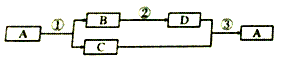 ① B ② D ③
A A
C